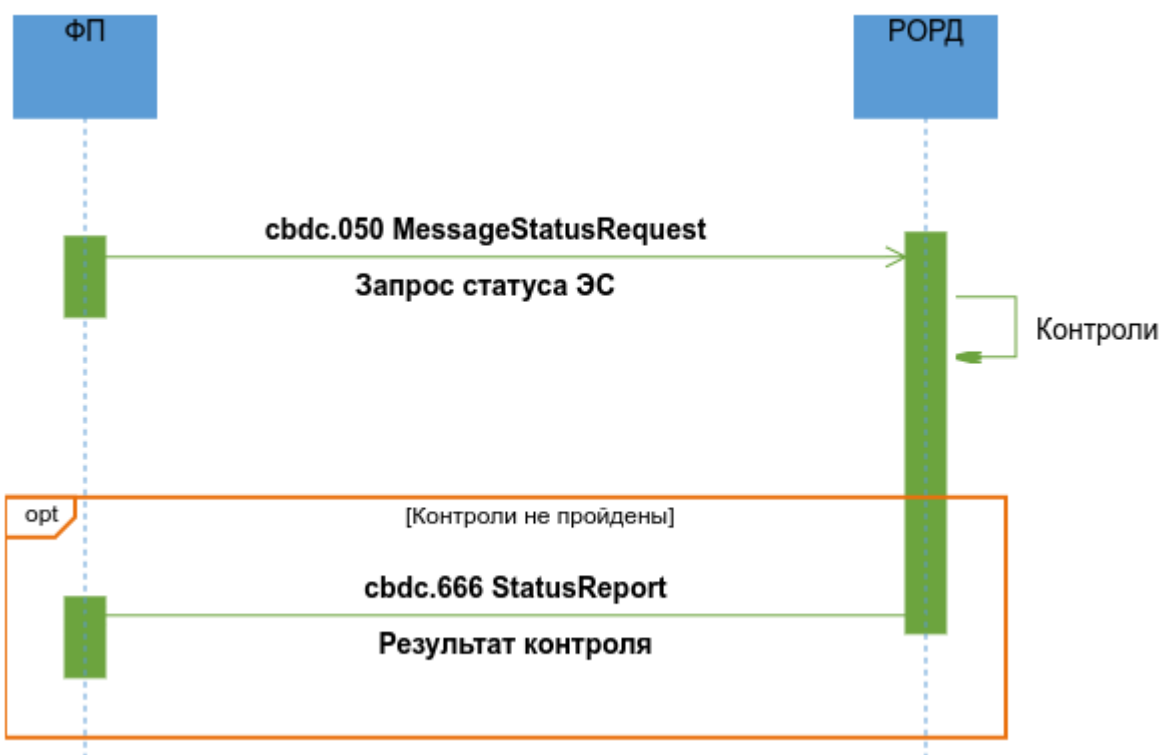 ФП
РОРД
cbdc.050 MessageStatusRequest
Запрос статуса ЭС
Контроли
opt
[Контроли не пройдены]
cbdc.666 StatusReport
Результат контроля